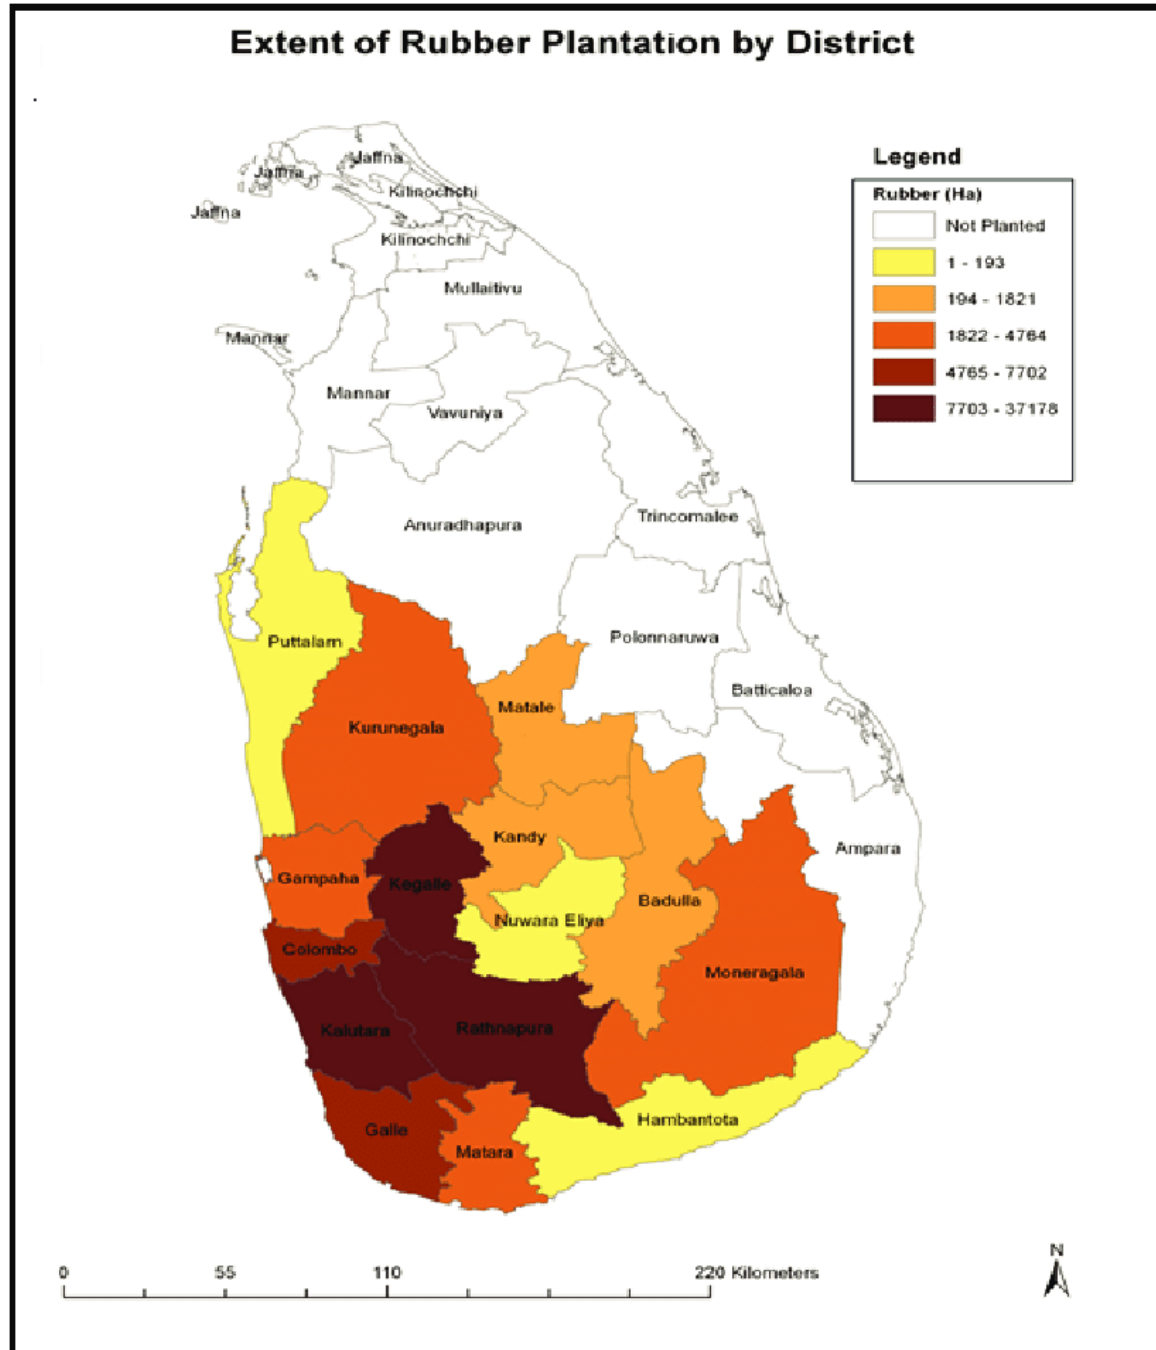 Extent of Rubber Plantation by District
Legend
Rubber (Ha)
Not Planted
1 - 193
194 - 1821
1822 - 4764
4765 - 7702
7703 - 37178
Jaffna
Jaffna
Jaffna
Kilinochchi
Kilinochchi
Mullaitivu
Mannar
Mannar
Vavuniya
Anuradhapura
Trincomalee
Puttalam
Polonnaruwa
Batticaloa
Matale
Kurunegala
Kandy
Ampara
Gampaha
Kegalle
Badulla
Nuwara Eliya
Colombo
Moneragala
Kalutara
Rathnapura
Hambantota
Galle
Matara
N
0 55 110 220 Kilometers